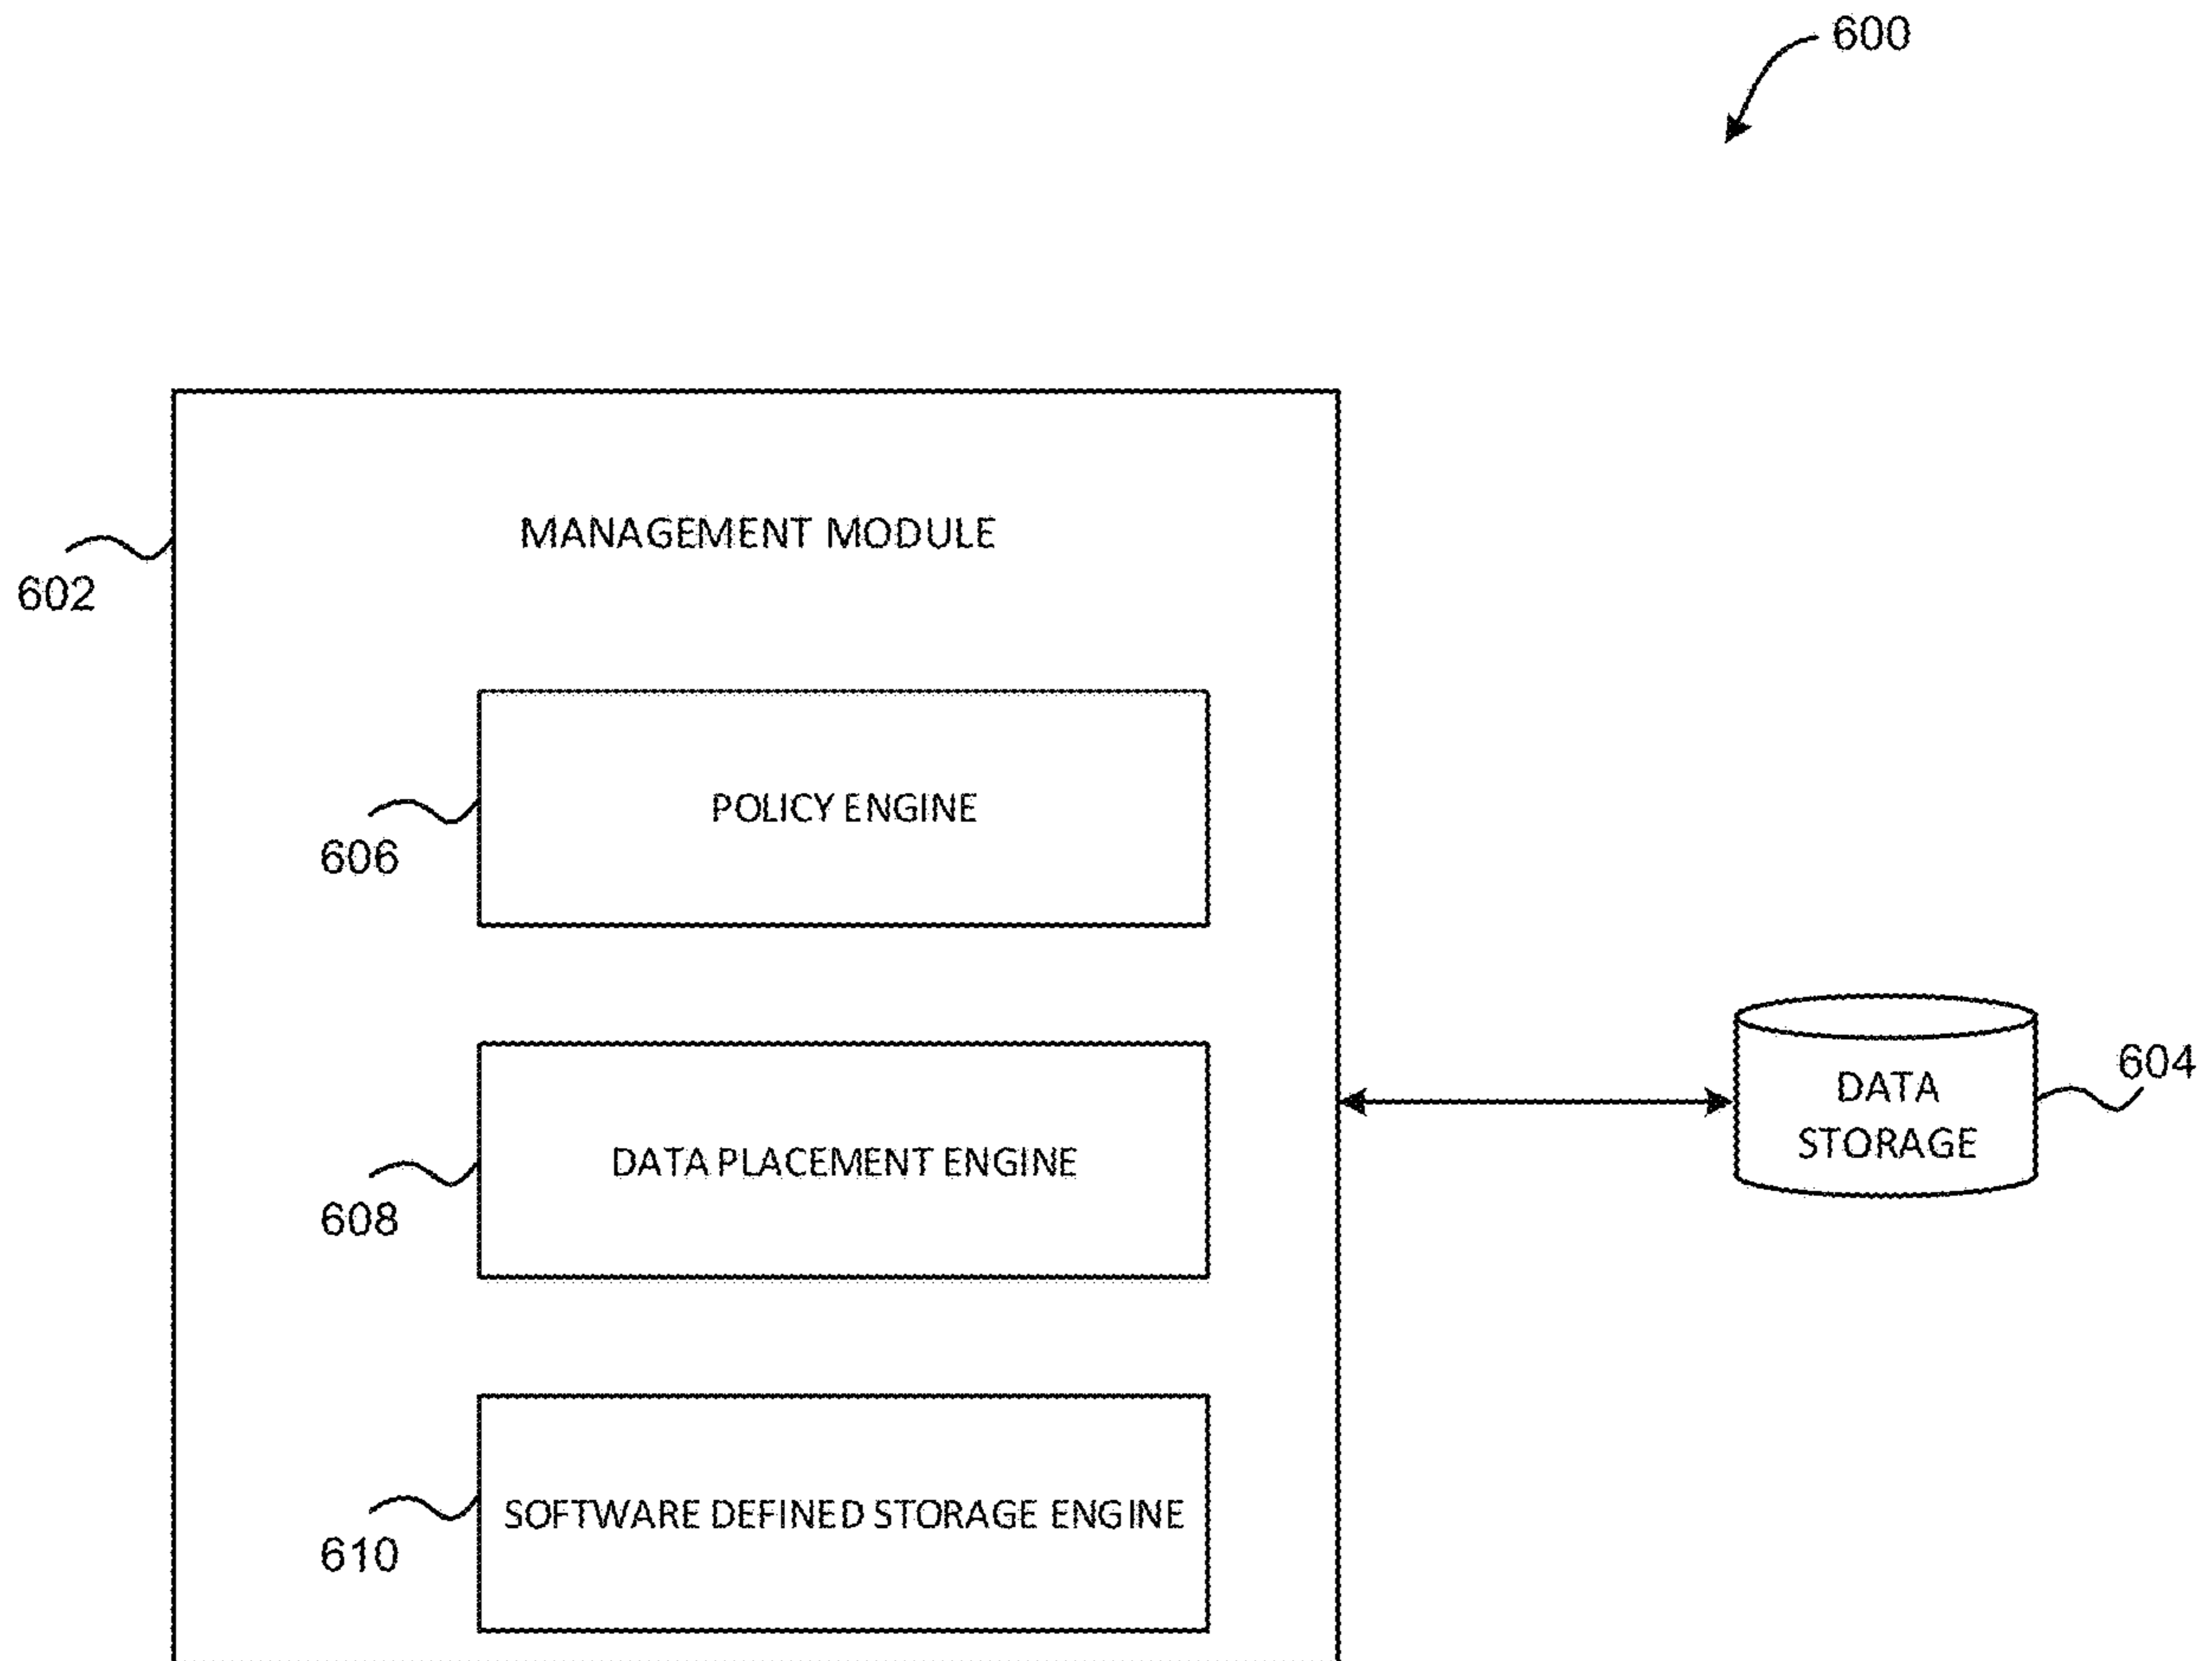 600
MANAGEMENT MODULE
602
POLICY ENGINE
606
DATA
STORAGE
604
DATA PLACEMENT ENGINE
608
SOFTWARE DEFINED STORAGE ENGINE
610